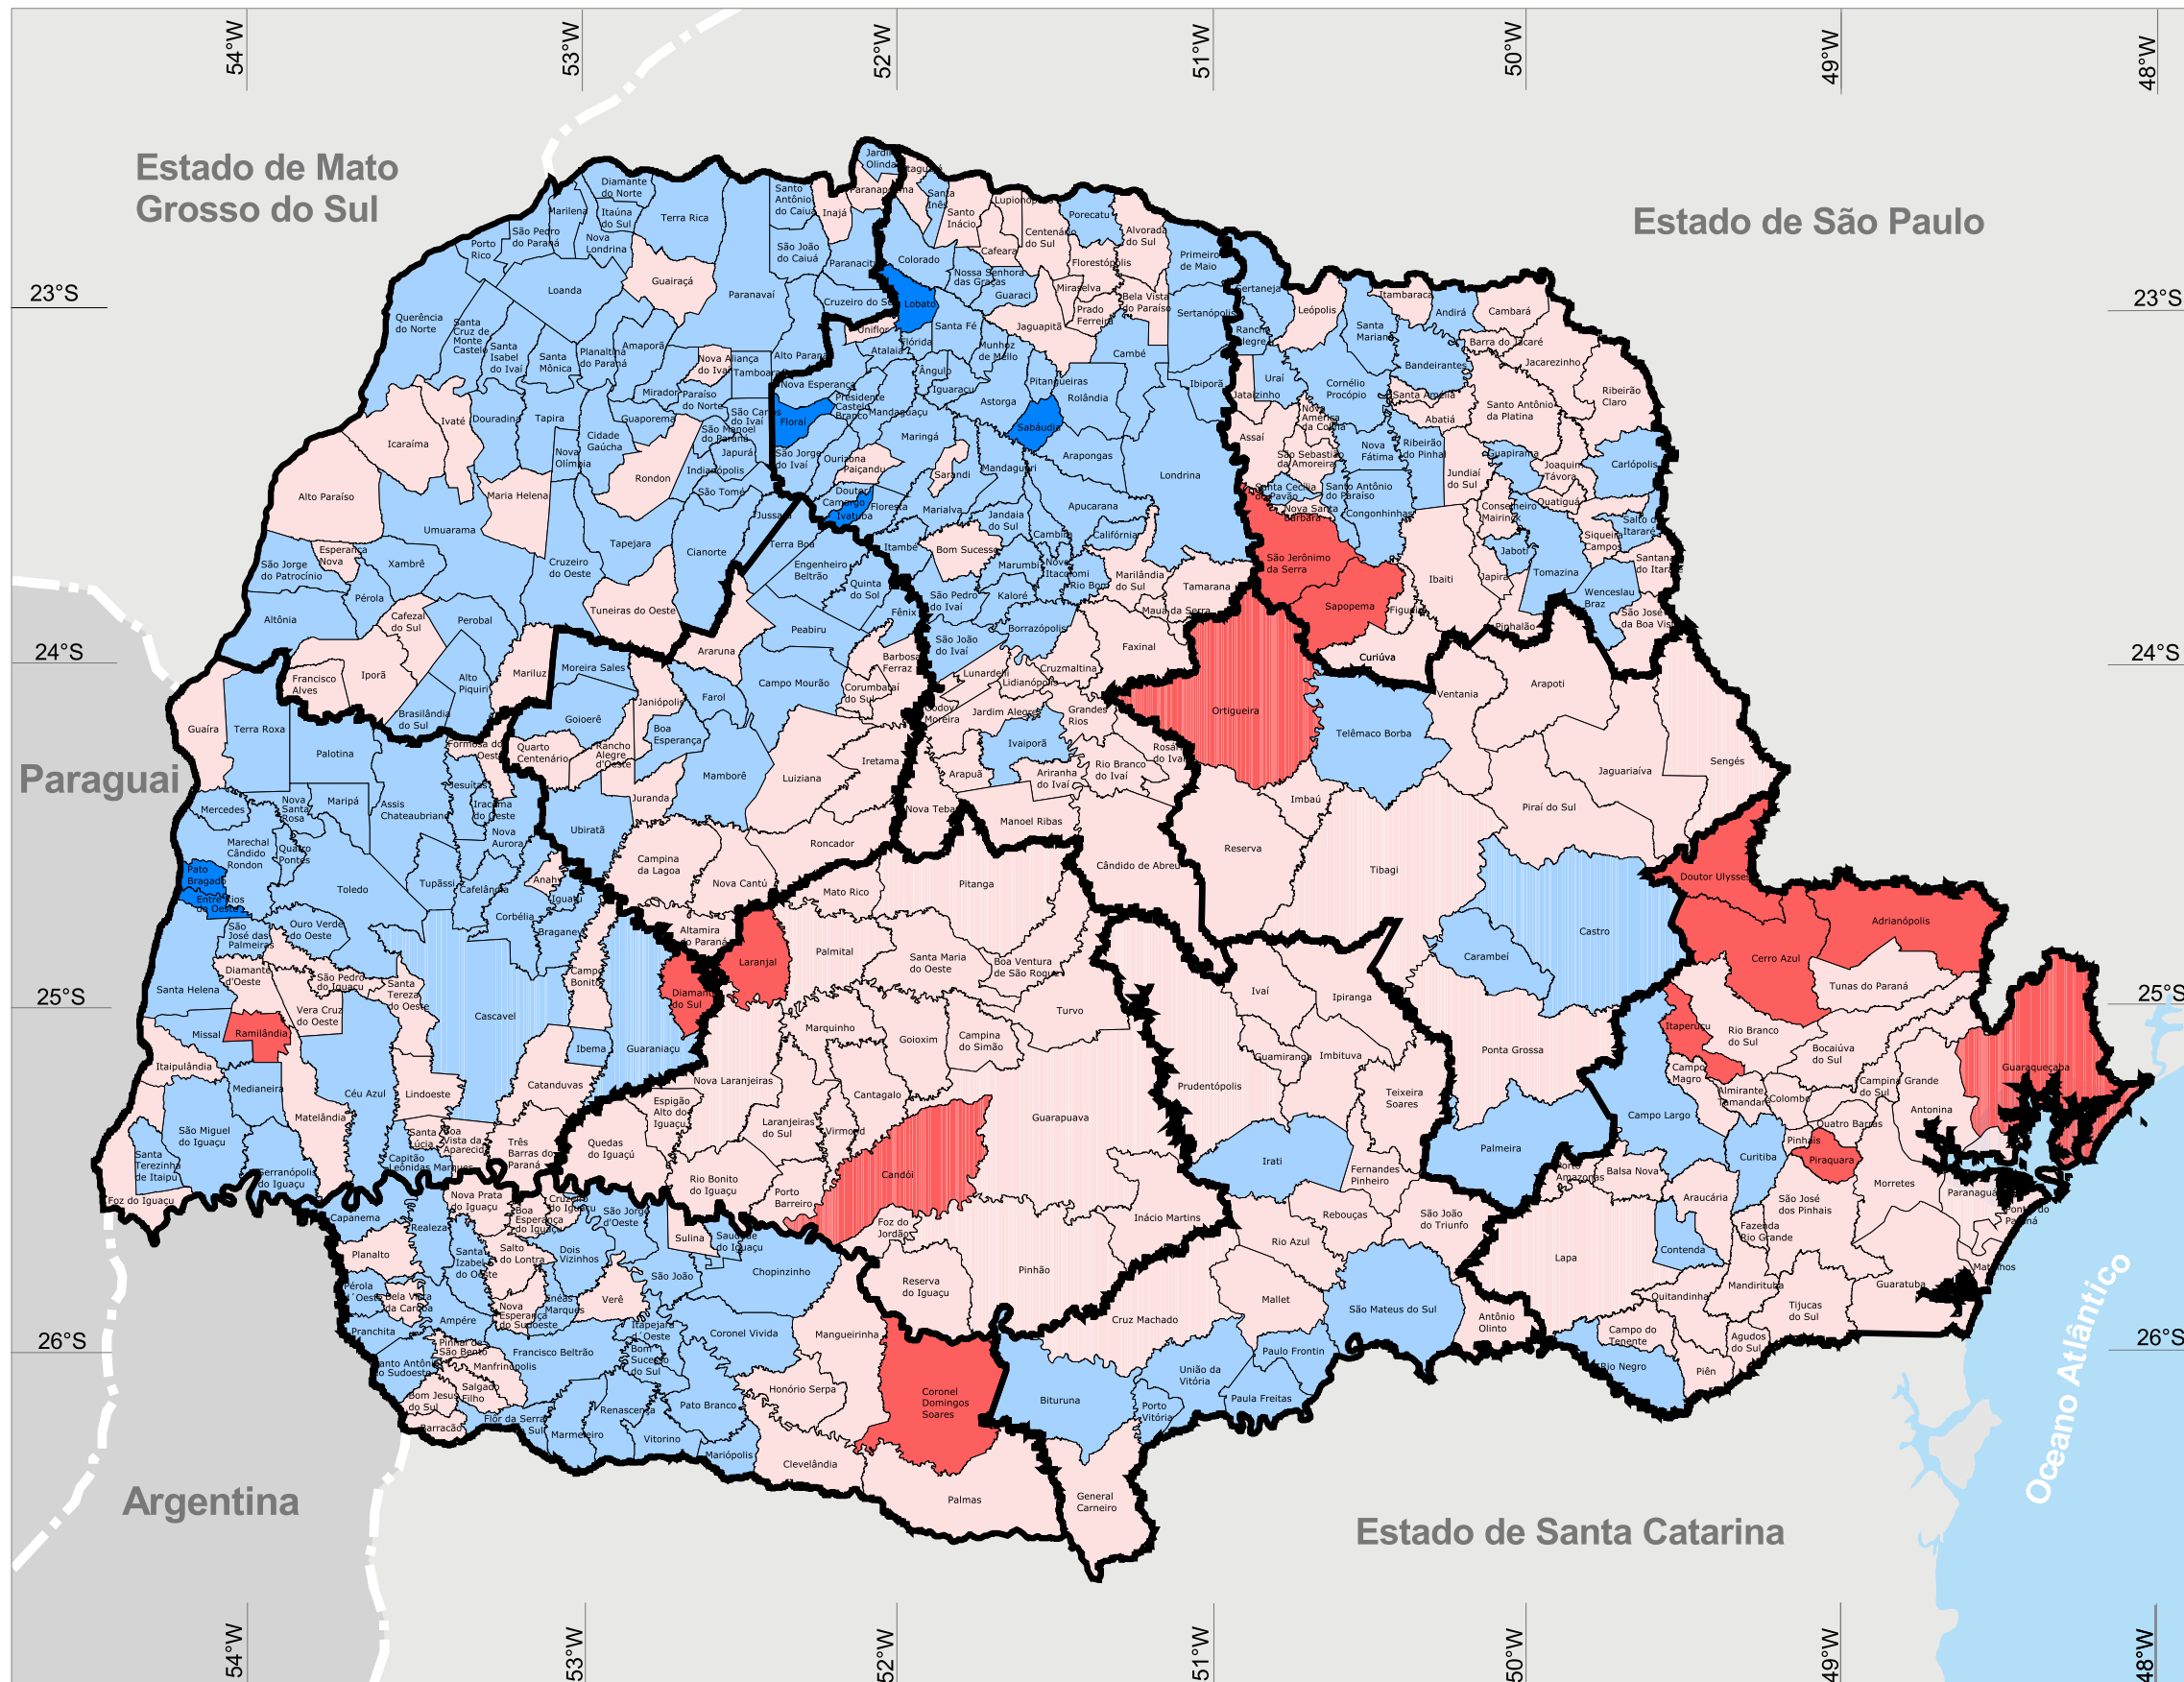 54°W
53°W
52°W
51°W
50°W
49°W
48°W
Estado de Mato
Grosso do Sul
Estado de São Paulo
Paraguai
Argentina
Estado de Santa Catarina
Oceano Atlântico
23°S
23°S
24°S
24°S
25°S
25°S
26°S
26°S
54°W
53°W
52°W
51°W
50°W
49°W
48°W
Diamante
do Norte
Marilena
Itaúna
do Sul
Terra Rica
Santo
Antônio
do Caiuá
Inajá
São Pedro
do Paraná
Porto
Rico
Nova
Londrina
São João
do Caiuá
Loanda
Guairaçá
Paranavaí
Querência
do Norte
Santa
Cruz de
Monte
Castelo
Santa
Isabel
do Ivaí
Santa
Mônica
Planaltina
do Paraná
Amaporã
Nova Aliança
do Ivaí
Tamboara
Mirador
Paraíso
do Norte
São Carlos
do Ivaí
Guaporema
São Manoel
do Paraná
Japurá
Indianópolis
São Tomé
Jussara
Cianorte
Rondon
Cidade
Gaúcha
Nova
Olímpia
Tapira
Douradina
Ivaté
Icaraíma
Alto Paraíso
Umuarama
Maria Helena
Cruzeiro
do Oeste
Tapejara
Tuneiras do Oeste
Esperança
Nova
São Jorge
do Patrocínio
Xambrê
Pérola
Altônia
Cafezal
do Sul
Perobal
Iporã
Francisco
Alves
Alto
Piquiri
Brasilândia
do Sul
Mariluz
Colorado
Santo
Inácio
Santa
Inês
Cafeara
Centenário
do Sul
Porecatu
Alvorada
do Sul
Florestópolis
Miraselva
Prado
Ferreira
Bela Vista
do Paraíso
Primeiro
de Maio
Sertanópolis
Nossa Senhora
das Graças
Guaraci
Jaguapitã
Lobato
Santa Fé
Flórida
Munhoz
de Mello
Uniflor
Atalaia
Ângulo
Iguaraçu
Astorga
Pitangueiras
Rolândia
Cambé
Ibiporã
Nova Esperança
Presidente
Castelo
Branco
Mandaguaçu
Floraí
São Jorge
do Ivaí
Ourizona
Paiçandu
Maringá
Sarandi
Mandaguari
Sabáudia
Arapongas
Londrina
Doutor
Camargo
Ivatuba
Floresta
Marialva
Itambé
Bom Sucesso
Jandaia
do Sul
Cambira
Apucarana
Califórnia
Marumbi
Novo
Itacolomi
Rio Bom
Kaloré
São Pedro
do Ivaí
Borrazópolis
São João
do Ivaí
Marilândia
do Sul
Mauá da Serra
Tamarana
Faxinal
Cruzmaltina
Lunardelli
Lidianópolis
Godoy
Moreira
Jardim Alegre
Grandes
Rios
Ivaiporã
Arapuã
Ariranha
do Ivaí
Rio Branco
do Ivaí
Manoel Ribas
Cândido de Abreu
Sertaneja
Leópolis
Itambaracá
Andirá
Cambará
Santa
Mariana
Barra do Jacaré
Jacarezinho
Bandeirantes
Uraí
Cornélio
Procópio
Jataizinho
Santa Amélia
Abatiá
Santo Antônio
da Platina
Ribeirão
Claro
Assaí
Nova
América
da Colina
São Sebastião
da Amoreira
Nova
Fátima
Ribeirão
do Pinhal
Guapirama
Joaquim
Távora
Carlópolis
Jundiaí
do Sul
Quatiguá
Conselheiro
Mairinck
Siqueira
Campos
Salto do
Itararé
Santana
do Itararé
Santa Cecília
do Pavão
Santo Antônio
do Paraíso
Nova Santa
Bárbara
Congonhinhas
São Jerônimo
da Serra
Sapopema
Figueira
Curiúva
Ibaiti
Jaboti
Japira
Tomazina
Pinhalão
Wenceslau
Braz
São José
da Boa Vista
Terra Boa
Engenheiro
Beltrão
Quinta
do Sol
Fênix
Peabiru
Araruna
Barbosa
Ferraz
Corumbataí
do Sul
Campo Mourão
Farol
Janiópolis
Moreira Sales
Goioerê
Boa
Esperança
Rancho
Alegre
d'Oeste
Quarto
Centenário
Mamborê
Juranda
Luiziana
Iretama
Ubiratã
Campina
da Lagoa
Nova Cantú
Roncador
Altamira
do Paraná
Guaíra
Terra Roxa
Palotina
Formosa do
Oeste
Jesuítas
Iracema
do Oeste
Assis
Chateaubriand
Nova
Aurora
Maripá
Nova
Santa
Rosa
Mercedes
Marechal
Cândido
Rondon
Quatro
Pontes
Toledo
Tupãssi
Cafelândia
Anahy
Iguatu
Corbélia
Braganey
Pato
Bragado
Entre Rios
do Oeste
São
José das
Palmeiras
Ouro Verde
do Oeste
Santa Helena
Diamante
d'Oeste
São Pedro
do Iguaçu
Vera Cruz
do Oeste
Santa
Tereza
do Oeste
Cascavel
Campo
Bonito
Guaraniaçu
Diamante
do Sul
Ibema
Catanduvas
Missal
Ramilândia
Itaipulândia
Medianeira
Matelândia
Céu Azul
Lindoeste
São Miguel
do Iguaçu
Serranópolis
do Iguaçu
Santa
Terezinha
de Itaipu
Foz do Iguaçu
Santa
Lúcia
Boa
Vista da
Aparecida
Capitão
Leônidas Marques
Três
Barras do
Paraná
Laranjal
Mato Rico
Pitanga
Palmital
Santa Maria
do Oeste
Boa Ventura
de São Roque
Turvo
Marquinho
Goioxim
Campina
do Simão
Nova Laranjeiras
Cantagalo
Guarapuava
Laranjeiras
do Sul
Virmond
Espigão
Alto do
Iguaçu
Quedas
do Iguaçú
Rio Bonito
do Iguaçu
Porto
Barreiro
Candói
Foz do
Jordão
Reserva
do Iguaçu
Pinhão
Inácio Martins
Ortigueira
Telêmaco Borba
Ventania
Arapoti
Jaguariaíva
Sengés
Piraí do Sul
Imbaú
Reserva
Tibagi
Castro
Carambeí
Ponta Grossa
Palmeira
Ivaí
Ipiranga
Guamiranga
Imbituva
Prudentópolis
Teixeira
Soares
Irati
Fernandes
Pinheiro
Rebouças
Rio Azul
São João
do Triunfo
Mallet
São Mateus do Sul
Antônio
Olinto
Cruz Machado
Paulo Frontin
União da
Vitória
Paula Freitas
Porto
Vitória
Bituruna
General
Carneiro
Doutor Ulysses
Adrianópolis
Cerro Azul
Tunas do Paraná
Itaperuçu
Rio Branco
do Sul
Bocaiúva
do Sul
Campo
Magro
Almirante
Tamandaré
Colombo
Campina Grande
do Sul
Antonina
Guaraqueçaba
Quatro Barras
Pinhais
Piraquara
Campo Largo
Curitiba
Balsa Nova
Porto
Amazonas
Araucária
São José
dos Pinhais
Morretes
Paranaguá
Fazenda
Rio Grande
Contenda
Lapa
Mandirituba
Quitandinha
Tijucas
do Sul
Guaratuba
Matinhos
Campo do
Tenente
Agudos
do Sul
Piên
Rio Negro
Capanema
Planalto
Realeza
Nova Prata
do Iguaçu
Boa
Esperança
do Iguaçu
Cruzeiro
do Iguaçu
São Jorge
d'Oeste
Sulina
Saudade
do Iguaçu
Dois
Vizinhos
Salto
do Lontra
Santa
Izabel
do Oeste
Pérola
d´Oeste
Bela Vista
da Caroba
Ampére
Nova
Esperança
do Sudoeste
Enéas
Marques
Verê
São João
Chopinzinho
Coronel Vivida
Itapejara
d´Oeste
Bom
Sucesso
do Sul
Pranchita
Pinhal de
São Bento
Manfrinópolis
Francisco Beltrão
Santo Antônio
do Sudoeste
Salgado
Filho
Bom Jesus
do Sul
Barracão
Flor da Serra
do Sul
Marmeleiro
Renascença
Vitorino
Pato Branco
Mariópolis
Mangueirinha
Honório Serpa
Coronel
Domingos
Soares
Clevelândia
Palmas